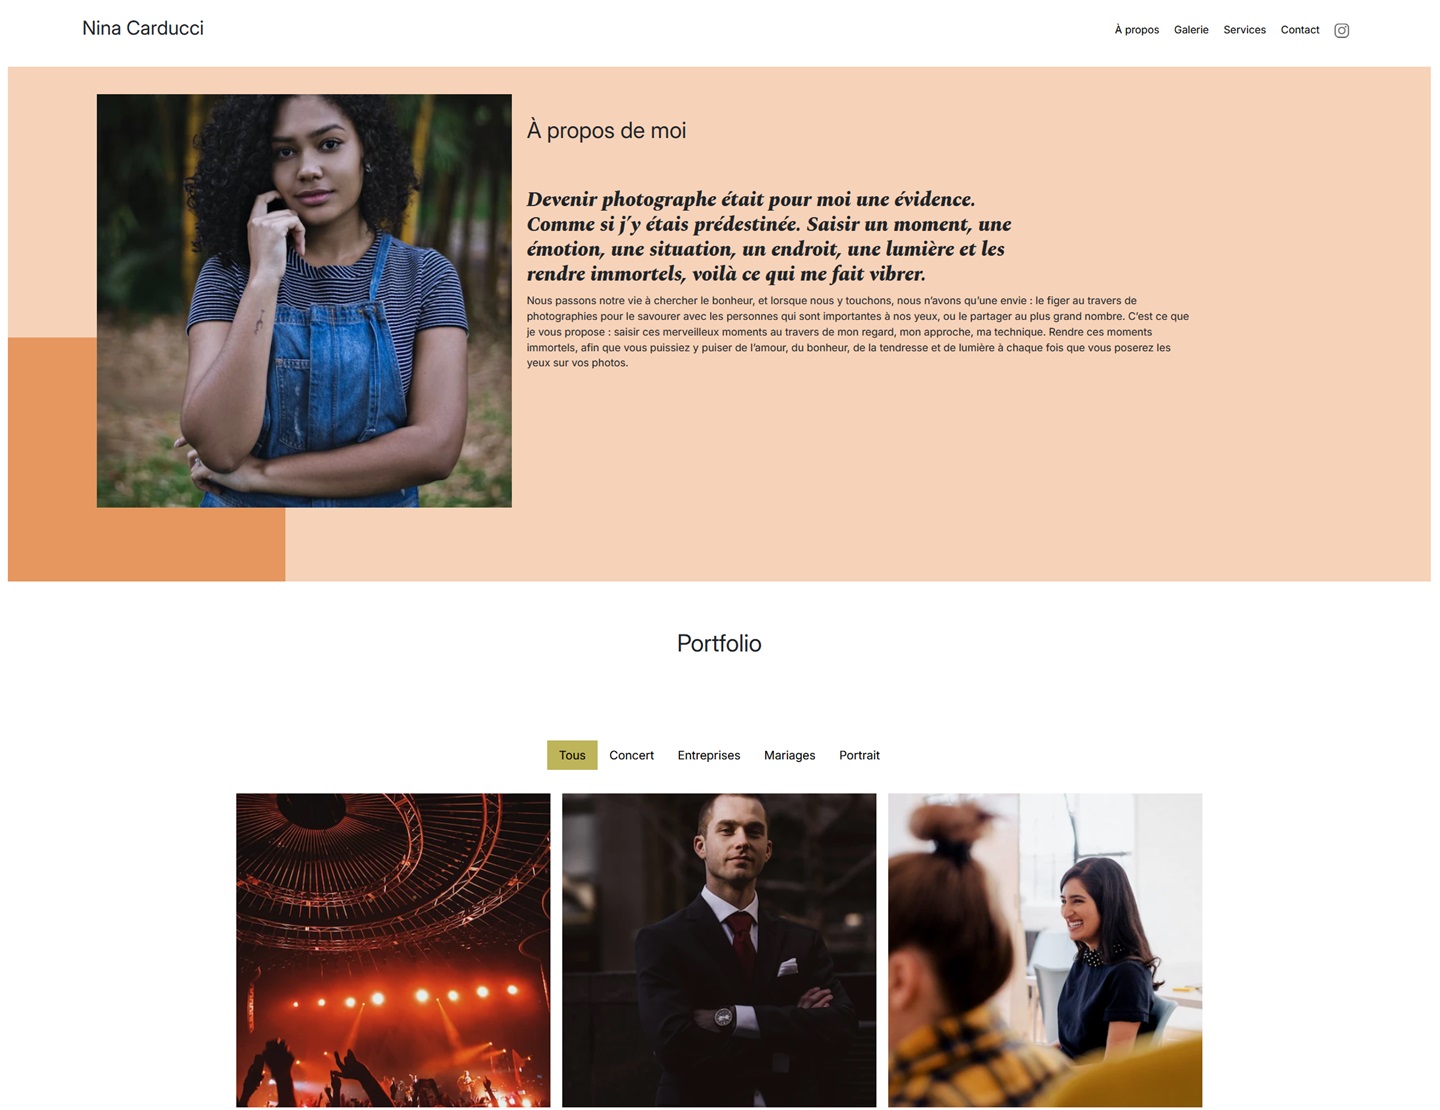 Nina Carducci
À propos
Galerie
Services
Contact
À propos de moi
Devenir photographe était pour moi une évidence.
Comme si j’y étais prédestinée. Saisir un moment, une
émotion, une situation, un endroit, une lumière et les
rendre immortels, voilà ce qui me fait vibrer.
Nous passons notre vie à chercher le bonheur, et lorsque nous y touchons, nous n’avons qu’une envie : le figer au travers de
photographies pour le savourer avec les personnes qui sont importantes à nos yeux, ou le partager au plus grand nombre. C’est ce que
je vous propose : saisir ces merveilleux moments au travers de mon regard, mon approche, ma technique. Rendre ces moments
immortels, afin que vous puissiez y puiser de l’amour, du bonheur, de la tendresse et de lumière à chaque fois que vous poserez les
yeux sur vos photos.
Portfolio
Tous
Concert
Entreprises
Mariages
Portrait